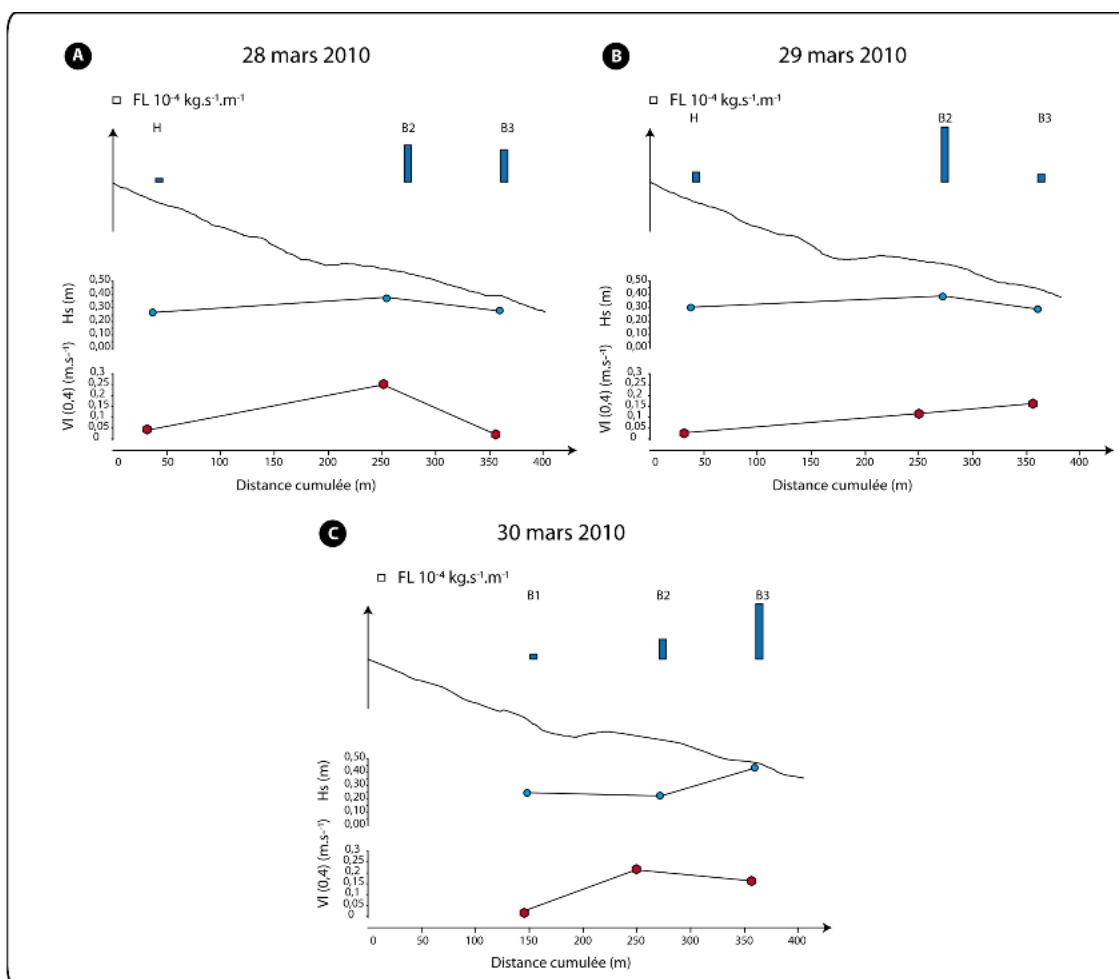 A 28 mars 2010
FL 10⁻⁴ kg.s⁻¹.m⁻¹
H B2 B3
Hs (m)
0,50
0,40
0,30
0,20
0,10
0,00
Vl (0,4) (m.s⁻¹)
0,3
0,25
0,2
0,15
0,1
0,05
0
0 50 100 150 200 250 300 350 400
Distance cumulée (m)
B 29 mars 2010
FL 10⁻⁴ kg.s⁻¹.m⁻¹
H B2 B3
Hs (m)
0,50
0,40
0,30
0,20
0,10
0,00
Vl (0,4) (m.s⁻¹)
0,3
0,25
0,2
0,15
0,1
0,05
0
0 50 100 150 200 250 300 350 400
Distance cumulée (m)
C 30 mars 2010
FL 10⁻⁴ kg.s⁻¹.m⁻¹
B1 B2 B3
Hs (m)
0,50
0,40
0,30
0,20
0,10
0,00
Vl (0,4) (m.s⁻¹)
0,3
0,25
0,2
0,15
0,1
0,05
0
0 50 100 150 200 250 300 350 400
Distance cumulée (m)